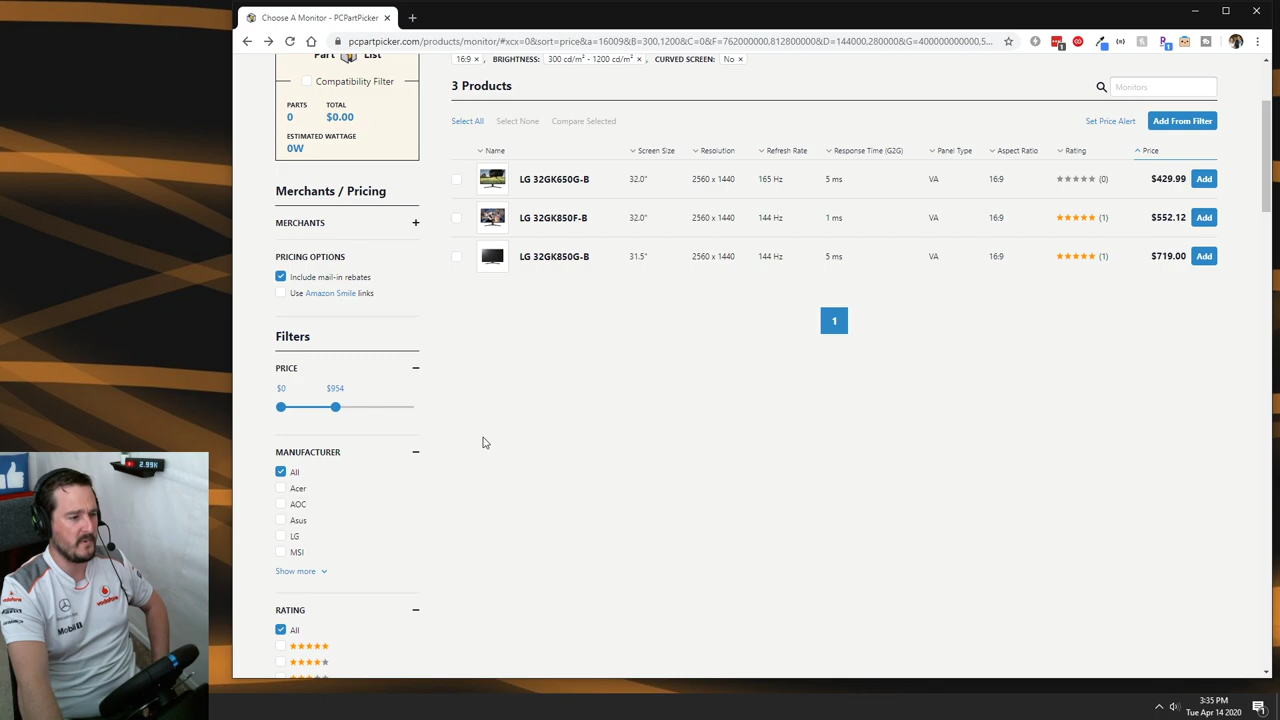 Choose A Monitor - PCPartPicker
pcpartpicker.com/products/monitor/#xcx=0&sort=price&a=16009&B=300,1200&C=0&F=762000000,812800000&D=144000,280000&G=400000000000,5...
Part List
Compatibility Filter
PARTS TOTAL
0 $0.00
ESTIMATED WATTAGE
0W
Merchants / Pricing
MERCHANTS
PRICING OPTIONS
Include mail-in rebates
Use Amazon Smile links
Filters
PRICE
$0 $954
MANUFACTURER
All
Acer
AOC
Asus
LG
MSI
Show more
RATING
All
16:9 × , BRIGHTNESS: 300 cd/m² - 1200 cd/m² × , CURVED SCREEN: No ×
3 Products
Monitors
Select All Select None Compare Selected Set Price Alert Add From Filter
Name Screen Size Resolution Refresh Rate Response Time (G2G) Panel Type Aspect Ratio Rating Price
LG 32GK650G-B 32.0" 2560 x 1440 165 Hz 5 ms VA 16:9 (0) $429.99 Add
LG 32GK850F-B 32.0" 2560 x 1440 144 Hz 1 ms VA 16:9 (1) $552.12 Add
LG 32GK850G-B 31.5" 2560 x 1440 144 Hz 5 ms VA 16:9 (1) $719.00 Add
1
2.99K
vodafone
Mobil
3:35 PM
Tue Apr 14 2020